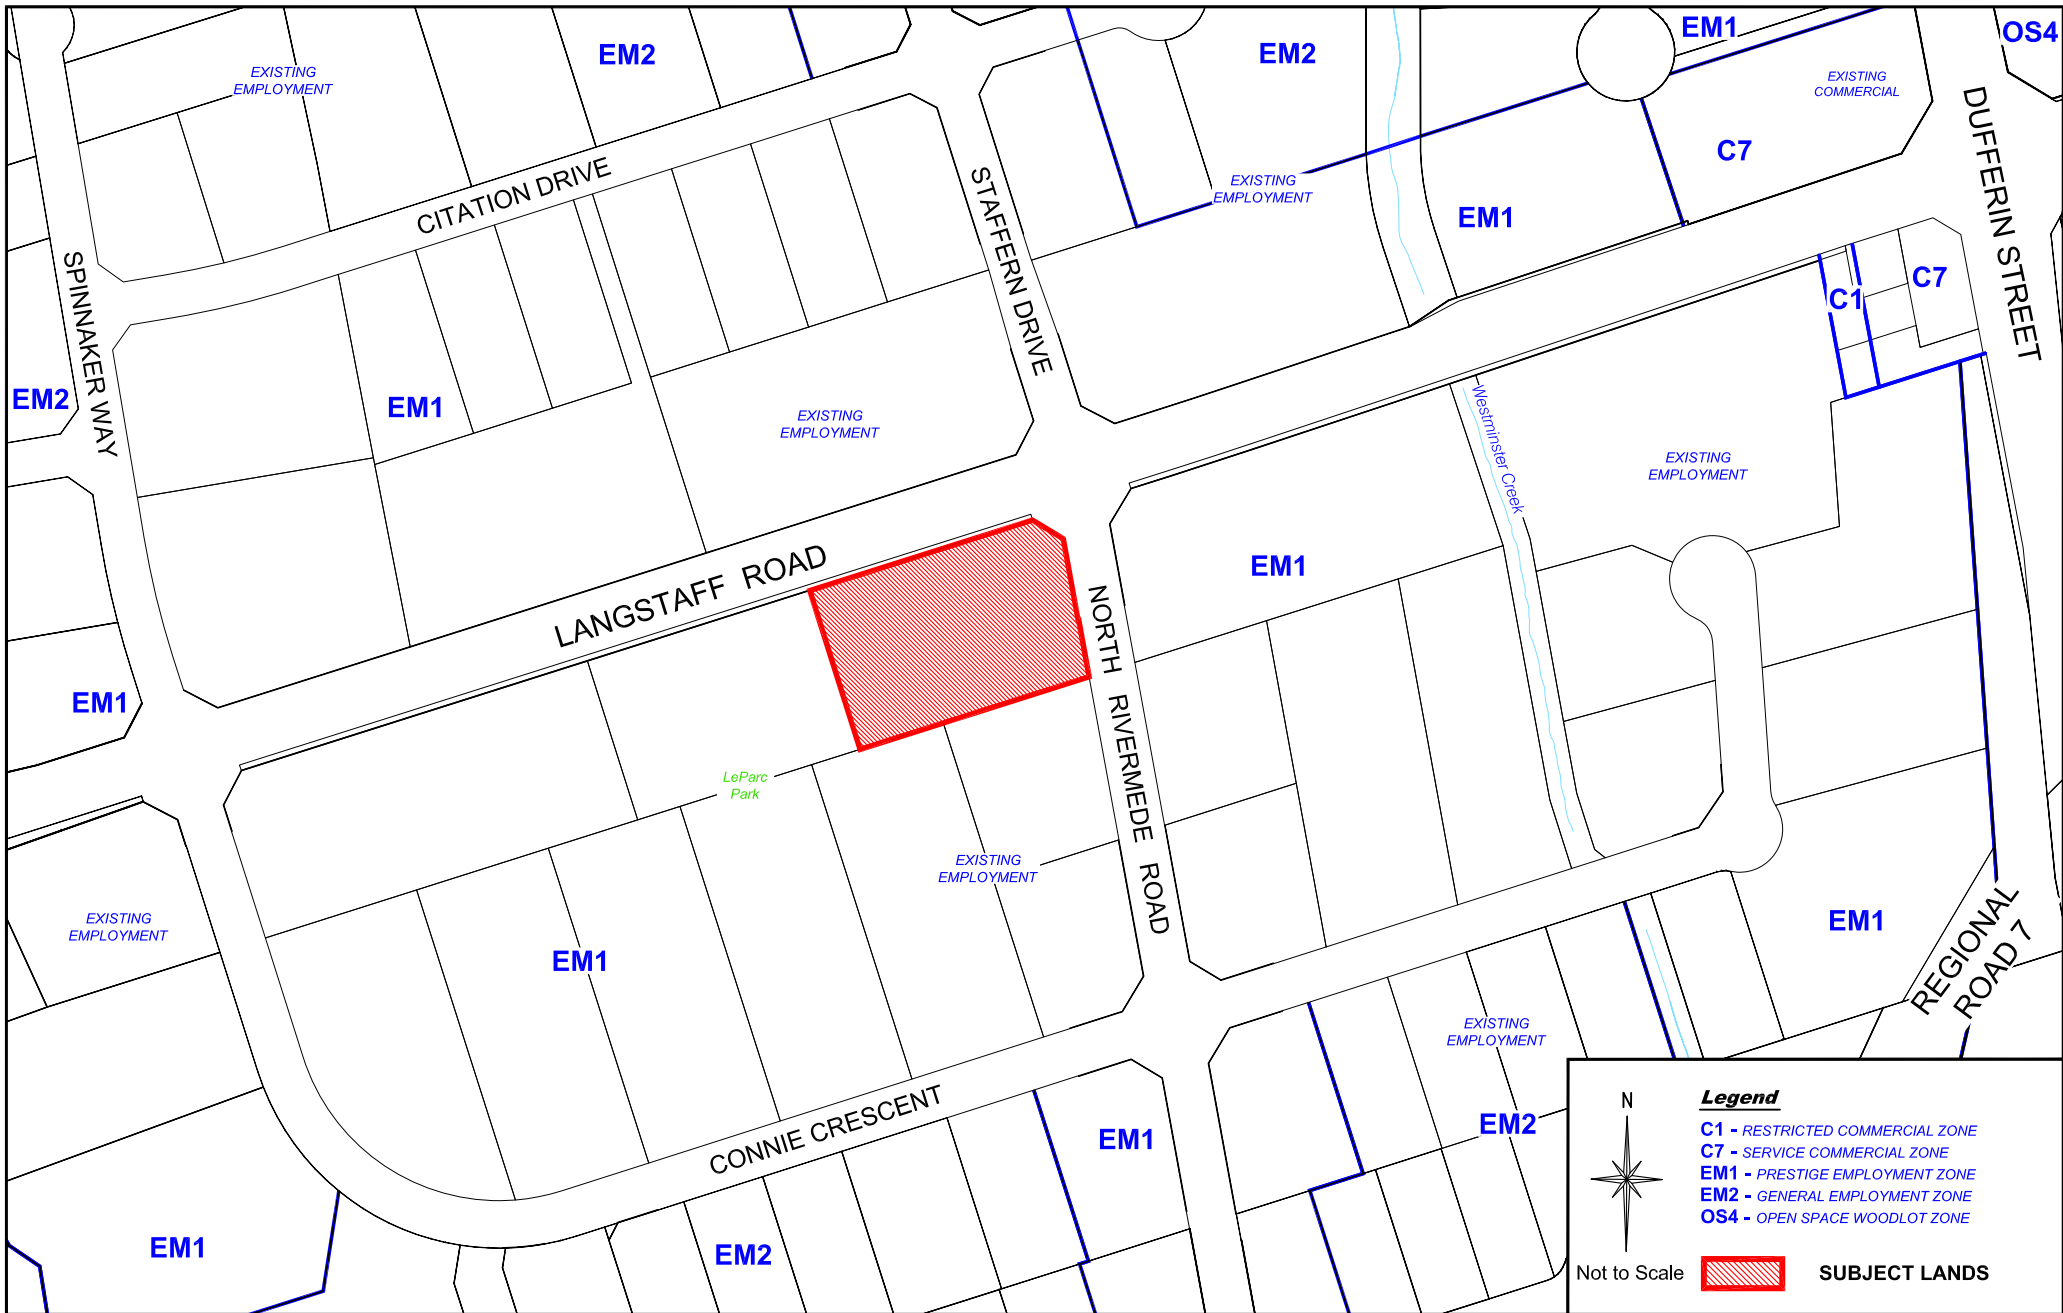 EM1
OS4
EM2
EM2
EXISTING
EMPLOYMENT
EXISTING
COMMERCIAL
DUFFERIN STREET
C7
CITATION DRIVE
STAFFERN DRIVE
EXISTING
EMPLOYMENT
EM1
SPINNAKER WAY
C7
C1
EM2
EM1
EXISTING
EMPLOYMENT
Westminster Creek
EXISTING
EMPLOYMENT
LANGSTAFF ROAD
EM1
NORTH RIVERMEDE ROAD
EM1
LeParc
Park
EXISTING
EMPLOYMENT
EXISTING
EMPLOYMENT
EM1
EM1
REGIONAL
ROAD 7
EXISTING
EMPLOYMENT
CONNIE CRESCENT
EM1
EM2
EM1
EM2
N
Legend
C1 - RESTRICTED COMMERCIAL ZONE
C7 - SERVICE COMMERCIAL ZONE
EM1 - PRESTIGE EMPLOYMENT ZONE
EM2 - GENERAL EMPLOYMENT ZONE
OS4 - OPEN SPACE WOODLOT ZONE
Not to Scale
SUBJECT LANDS